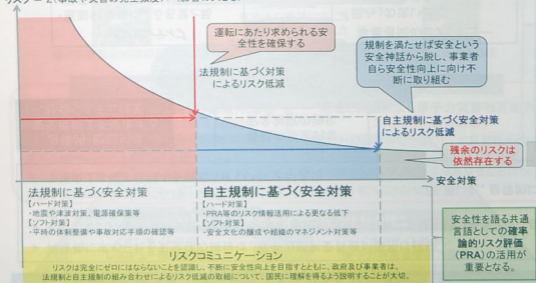 運転にあたり求められる安
全性を確保する
法規制に基づく対策
によるリスク低減
規制を満たせば安全という
安全神話から脱し、事業者
自ら安全性向上に向け
不断に取り組む
自主規制に基づく安全対策
によるリスク低減
残余のリスクは
依然存在する
安全対策
法規制に基づく安全対策
【ハード対策】
・地震や津波対策、電源確保策等
【ソフト対策】
・平時の体制整備や事故対応手順の確認等
自主規制に基づく安全対策
【ハード対策】
・PRA等のリスク情報活用による更なる低下
【ソフト対策】
・安全文化の醸成や組織のマネジメント対策等
安全性を語る共通
言語としての確率
論的リスク評価
(PRA)の活用が
重要となる。
リスクコミュニケーション
リスクは完全にゼロにはならないことを認識し、不断に安全性向上を目指すとともに、政府及び事業者は、
法規制と自主規制の組み合わせによるリスク低減の取組について、国民に理解を得るよう説明することが大切。